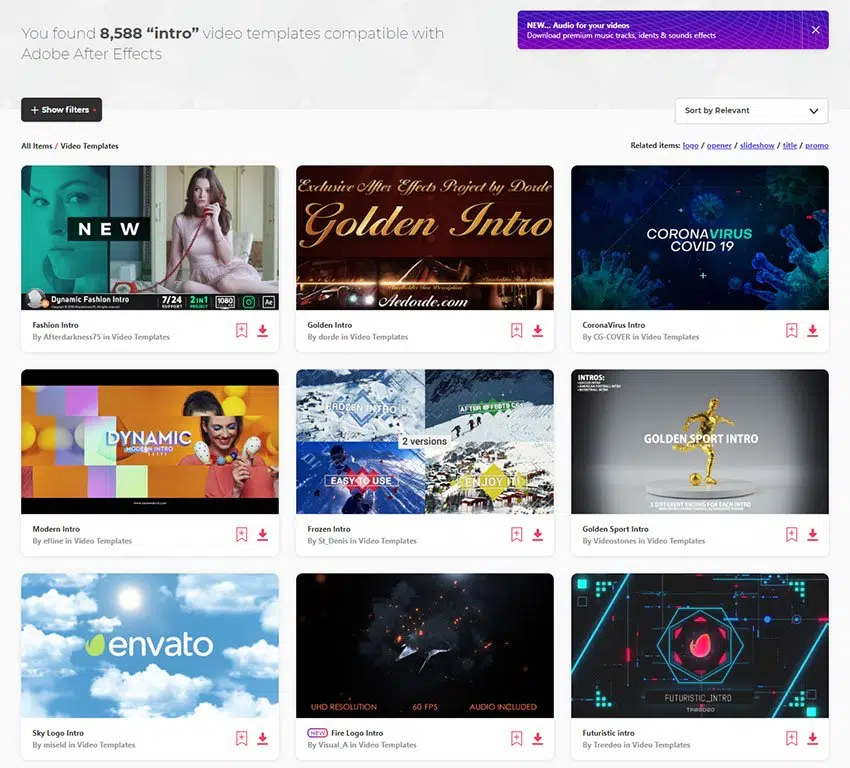 You found 8,588 “intro” video templates compatible with
Adobe After Effects
NEW... Audio for your videos
Download premium music tracks, idents & sounds effects
+ Show filters
Sort by Relevant
All Items / Video Templates
Related items: logo / opener / slideshow / title / promo
NEW
Dynamic Fashion Intro
7/24
SUPPORT
2in1
PROJECT
1080
Ae
Fashion Intro
By Afterdarkness75 in Video Templates
Exclusive After Effects Project by Dorde
Golden Intro
Aedorde.com
Golden Intro
By dorde in Video Templates
CORONAVIRUS
COVID 19
CoronaVirus Intro
By CG-COVER in Video Templates
DYNAMIC
MODERN INTRO
Modern Intro
By efline in Video Templates
FROZEN INTRO
2 versions
EASY TO USE
ENJOY IT!
Frozen Intro
By St_Denis in Video Templates
INTROS:
GOLDEN SPORT INTRO
3 DIFFERENT ENDING FOR EACH INTRO
Golden Sport Intro
By Videostones in Video Templates
envato
Sky Logo Intro
By miseld in Video Templates
UHD RESOLUTION
60 FPS
AUDIO INCLUDED
NEW Fire Logo Intro
By Visual_A in Video Templates
FUTURISTIC_INTRO
TREEDEO
Futuristic intro
By Treedeo in Video Templates